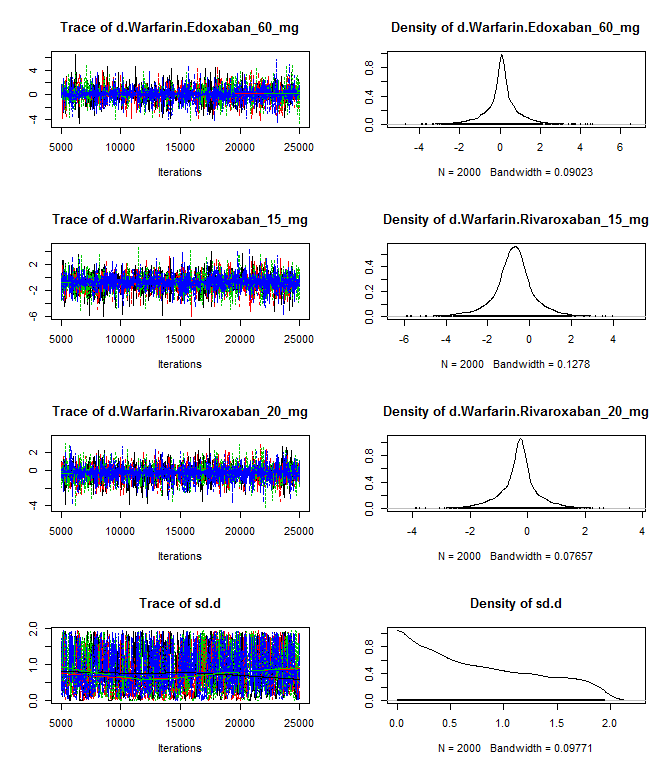 Trace of d.Warfarin.Edoxaban_60_mg
4
0
-4
5000 10000 15000 20000 25000
Iterations
Density of d.Warfarin.Edoxaban_60_mg
0.8
0.4
0.0
-4 -2 0 2 4 6
N = 2000 Bandwidth = 0.09023
Trace of d.Warfarin.Rivaroxaban_15_mg
2
-2
-6
5000 10000 15000 20000 25000
Iterations
Density of d.Warfarin.Rivaroxaban_15_mg
0.4
0.2
0.0
-6 -4 -2 0 2 4
N = 2000 Bandwidth = 0.1278
Trace of d.Warfarin.Rivaroxaban_20_mg
2
0
-4
5000 10000 15000 20000 25000
Iterations
Density of d.Warfarin.Rivaroxaban_20_mg
0.8
0.4
0.0
-4 -2 0 2 4
N = 2000 Bandwidth = 0.07657
Trace of sd.d
2.0
1.0
0.0
5000 10000 15000 20000 25000
Iterations
Density of sd.d
0.8
0.4
0.0
0.0 0.5 1.0 1.5 2.0
N = 2000 Bandwidth = 0.09771